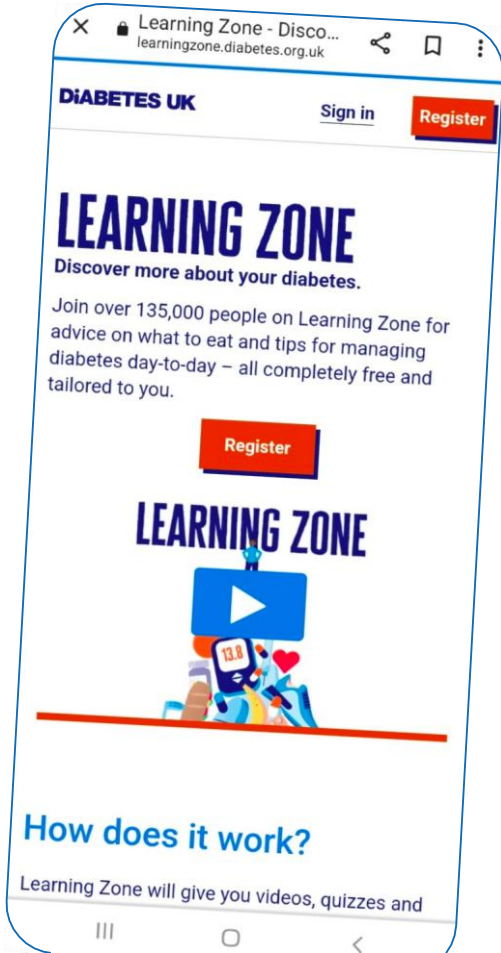 Learning Zone - Disco...
learningzone.diabetes.org.uk
DiABETES UK
Sign in
Register
LEARNING ZONE
Discover more about your diabetes.
Join over 135,000 people on Learning Zone for
advice on what to eat and tips for managing
diabetes day-to-day – all completely free and
tailored to you.
Register
LEARNING ZONE
13.8
How does it work?
Learning Zone will give you videos, quizzes and